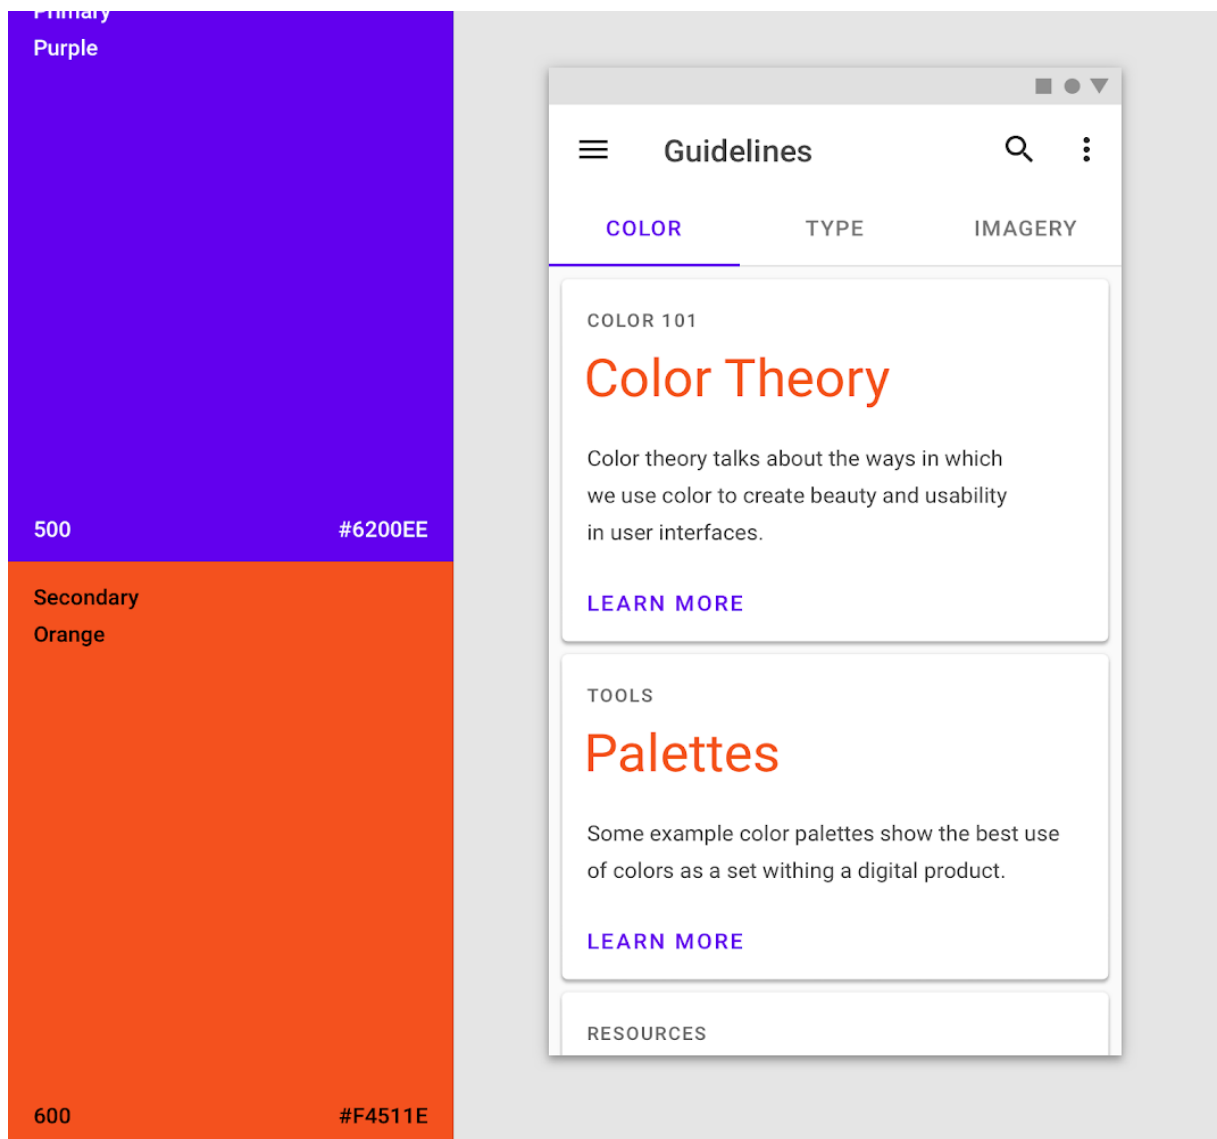 Primary
Purple
500 #6200EE
Secondary
Orange
600 #F4511E
Guidelines
COLOR TYPE IMAGERY
COLOR 101
Color Theory
Color theory talks about the ways in which
we use color to create beauty and usability
in user interfaces.
LEARN MORE
TOOLS
Palettes
Some example color palettes show the best use
of colors as a set withing a digital product.
LEARN MORE
RESOURCES